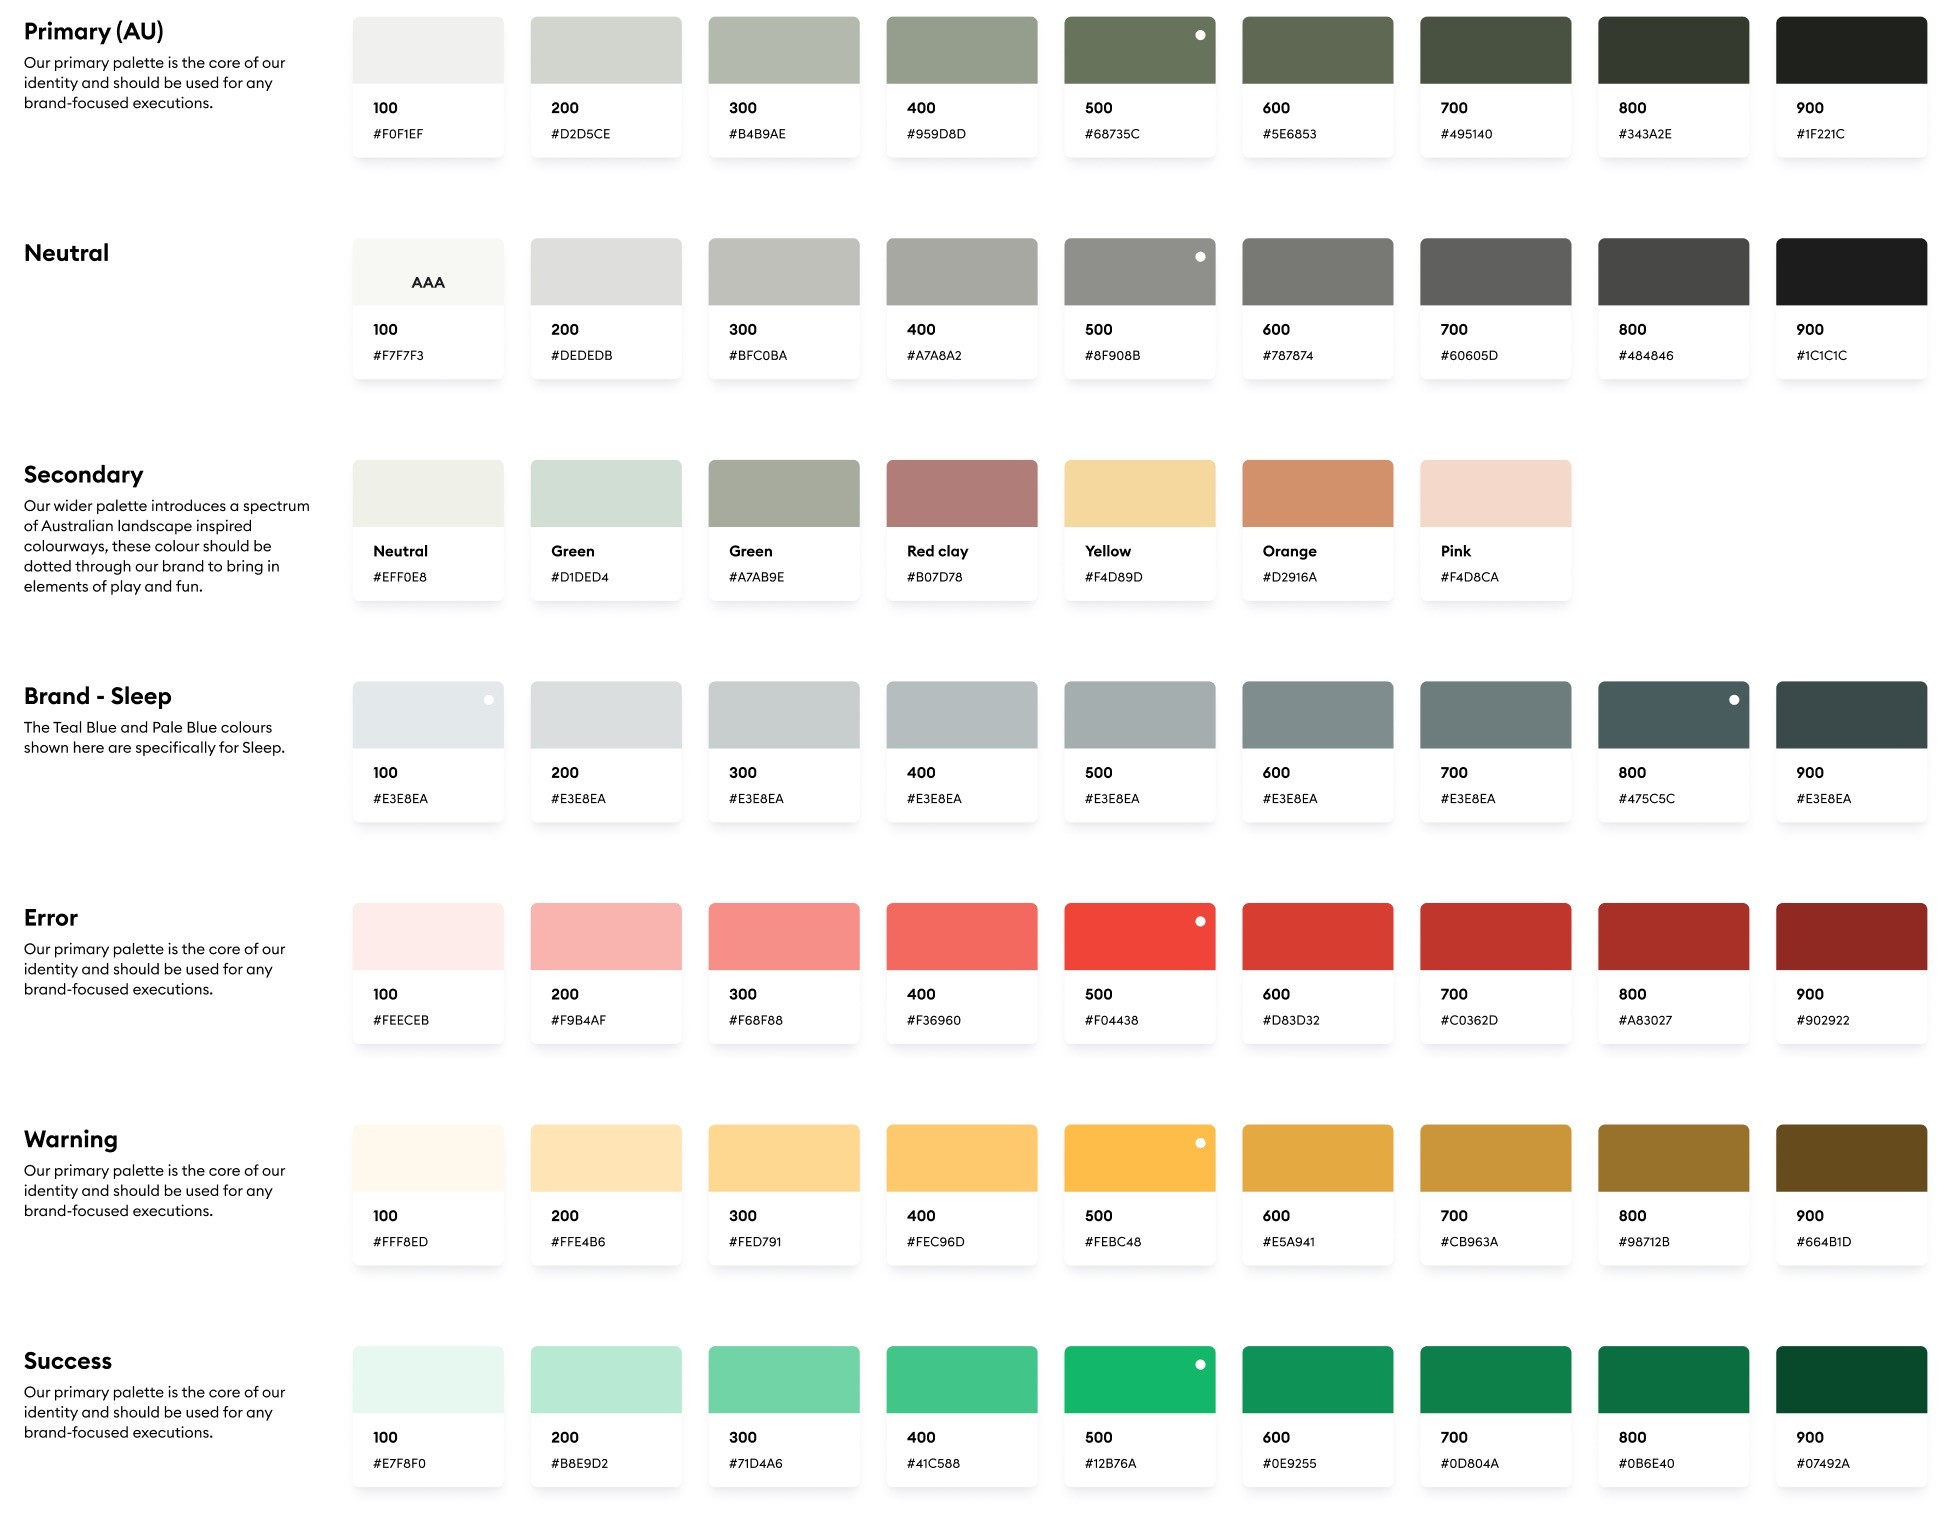 Primary (AU)
Our primary palette is the core of our
identity and should be used for any
brand-focused executions.
100
#F0F1EF
200
#D2D5CE
300
#B4B9AE
400
#959D8D
500
#68735C
600
#5E6853
700
#495140
800
#343A2E
900
#1F221C
Neutral
AAA
100
#F7F7F3
200
#DEDEDB
300
#BFC0BA
400
#A7A8A2
500
#8F908B
600
#787874
700
#60605D
800
#484846
900
#1C1C1C
Secondary
Our wider palette introduces a spectrum
of Australian landscape inspired
colourways, these colour should be
dotted through our brand to bring in
elements of play and fun.
Neutral
#EFF0E8
Green
#D1DED4
Green
#A7AB9E
Red clay
#B07D78
Yellow
#F4D89D
Orange
#D2916A
Pink
#F4D8CA
Brand - Sleep
The Teal Blue and Pale Blue colours
shown here are specifically for Sleep.
100
#E3E8EA
200
#E3E8EA
300
#E3E8EA
400
#E3E8EA
500
#E3E8EA
600
#E3E8EA
700
#E3E8EA
800
#475C5C
900
#E3E8EA
Error
Our primary palette is the core of our
identity and should be used for any
brand-focused executions.
100
#FEECEB
200
#F9B4AF
300
#F68F88
400
#F36960
500
#F04438
600
#D83D32
700
#C0362D
800
#A83027
900
#902922
Warning
Our primary palette is the core of our
identity and should be used for any
brand-focused executions.
100
#FFF8ED
200
#FFE4B6
300
#FED791
400
#FEC96D
500
#FEBC48
600
#E5A941
700
#CB963A
800
#98712B
900
#664B1D
Success
Our primary palette is the core of our
identity and should be used for any
brand-focused executions.
100
#E7F8F0
200
#B8E9D2
300
#71D4A6
400
#41C588
500
#12B76A
600
#0E9255
700
#0D804A
800
#0B6E40
900
#07492A